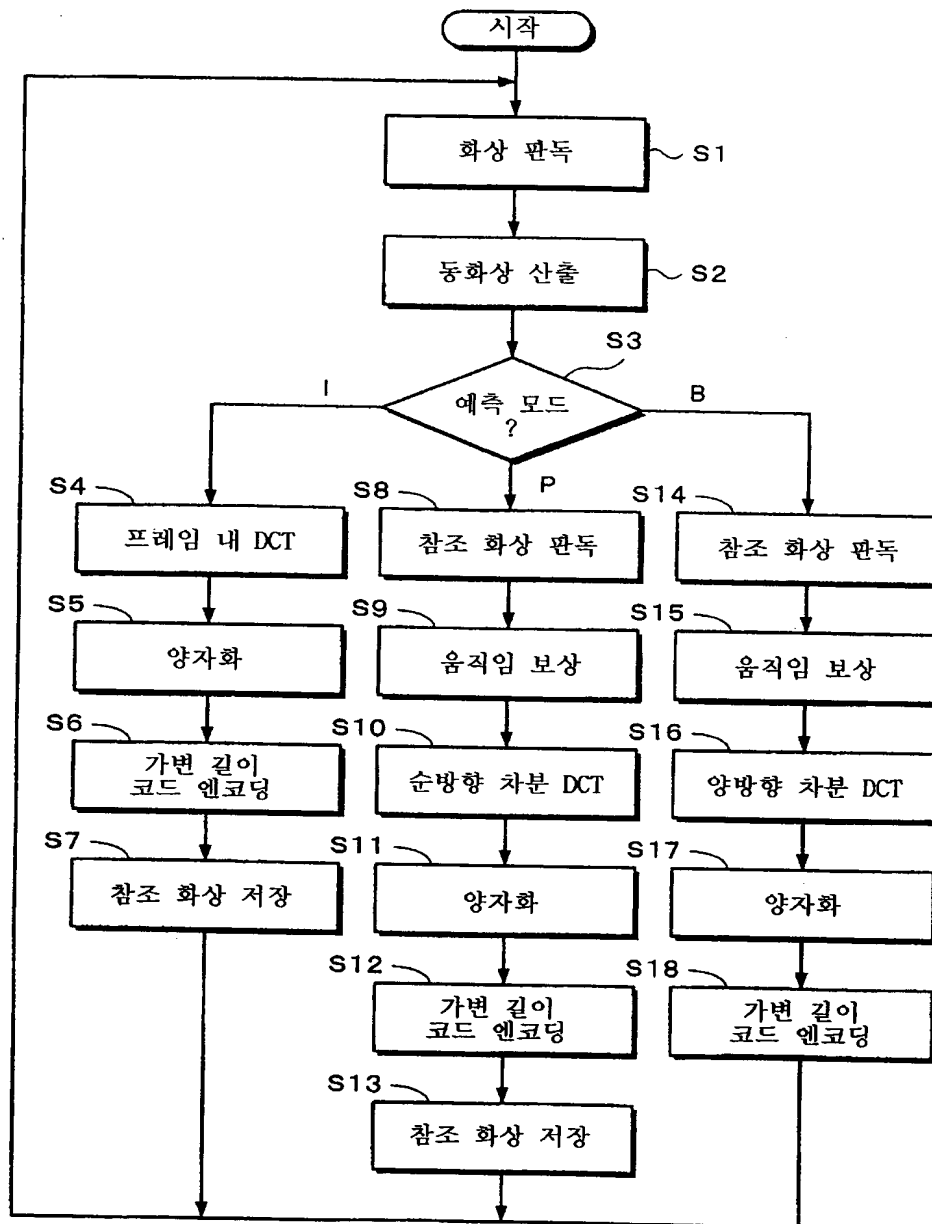 시작
화상 판독
S1
동화상 산출
S2
S3
예측 모드
?
I
P
B
S4
프레임 내 DCT
S5
양자화
S6
가변 길이
코드 엔코딩
S7
참조 화상 저장
S8
참조 화상 판독
S9
움직임 보상
S10
순방향 차분 DCT
S11
양자화
S12
가변 길이
코드 엔코딩
S13
참조 화상 저장
S14
참조 화상 판독
S15
움직임 보상
S16
양방향 차분 DCT
S17
양자화
S18
가변 길이
코드 엔코딩